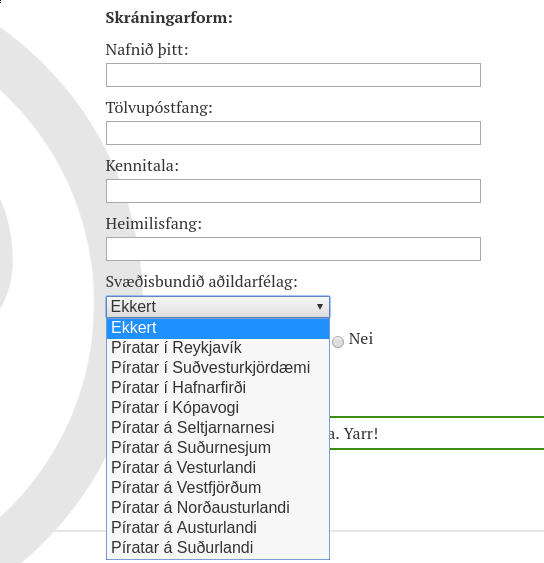 Skráningarform:
Nafnið þitt:
Tölvupóstfang:
Kennitala:
Heimilisfang:
Svæðisbundið aðildarfélag:
Ekkert
Ekkert
Píratar í Reykjavík
Nei
Píratar í Suðvesturkjördæmi
Píratar í Hafnarfirði
Píratar í Kópavogi
Píratar á Seltjarnarnesi
a. Yarr!
Píratar á Suðurnesjum
Píratar á Vesturlandi
Píratar á Vestfjörðum
Píratar á Norðausturlandi
Píratar á Austurlandi
Píratar á Suðurlandi